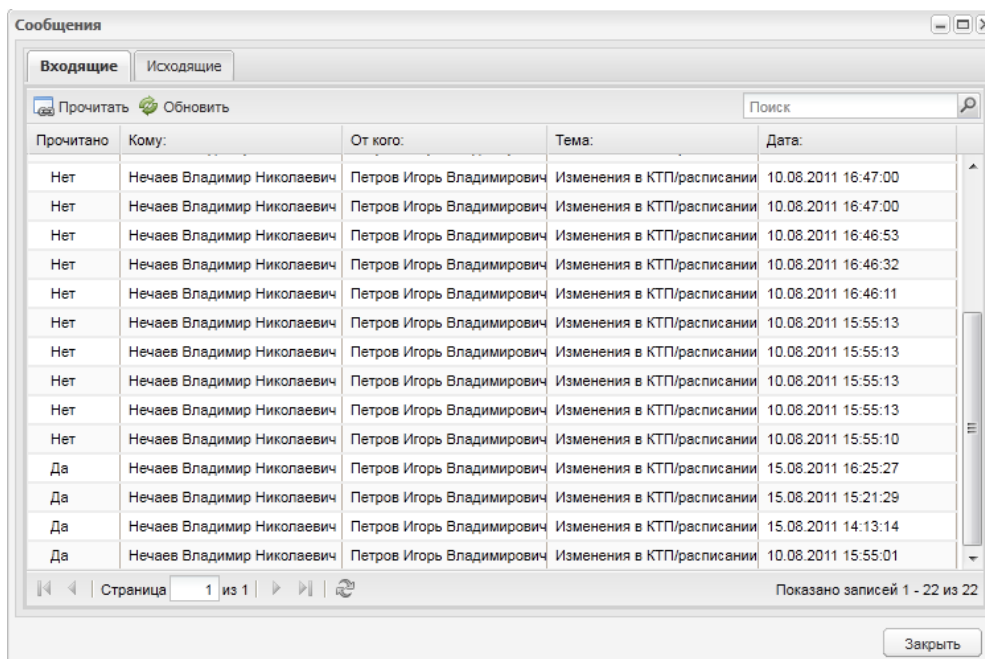 Сообщения
Входящие Исходящие
Прочитать Обновить Поиск
Прочитано Кому: От кого: Тема: Дата:
Нет Нечаев Владимир Николаевич Петров Игорь Владимирович Изменения в КТП/расписании 10.08.2011 16:47:00
Нет Нечаев Владимир Николаевич Петров Игорь Владимирович Изменения в КТП/расписании 10.08.2011 16:47:00
Нет Нечаев Владимир Николаевич Петров Игорь Владимирович Изменения в КТП/расписании 10.08.2011 16:46:53
Нет Нечаев Владимир Николаевич Петров Игорь Владимирович Изменения в КТП/расписании 10.08.2011 16:46:32
Нет Нечаев Владимир Николаевич Петров Игорь Владимирович Изменения в КТП/расписании 10.08.2011 16:46:11
Нет Нечаев Владимир Николаевич Петров Игорь Владимирович Изменения в КТП/расписании 10.08.2011 15:55:13
Нет Нечаев Владимир Николаевич Петров Игорь Владимирович Изменения в КТП/расписании 10.08.2011 15:55:13
Нет Нечаев Владимир Николаевич Петров Игорь Владимирович Изменения в КТП/расписании 10.08.2011 15:55:13
Нет Нечаев Владимир Николаевич Петров Игорь Владимирович Изменения в КТП/расписании 10.08.2011 15:55:13
Нет Нечаев Владимир Николаевич Петров Игорь Владимирович Изменения в КТП/расписании 10.08.2011 15:55:10
Да Нечаев Владимир Николаевич Петров Игорь Владимирович Изменения в КТП/расписании 15.08.2011 16:25:27
Да Нечаев Владимир Николаевич Петров Игорь Владимирович Изменения в КТП/расписании 15.08.2011 15:21:29
Да Нечаев Владимир Николаевич Петров Игорь Владимирович Изменения в КТП/расписании 15.08.2011 14:13:14
Да Нечаев Владимир Николаевич Петров Игорь Владимирович Изменения в КТП/расписании 10.08.2011 15:55:01
Страница 1 из 1 Показано записей 1 - 22 из 22
Закрыть